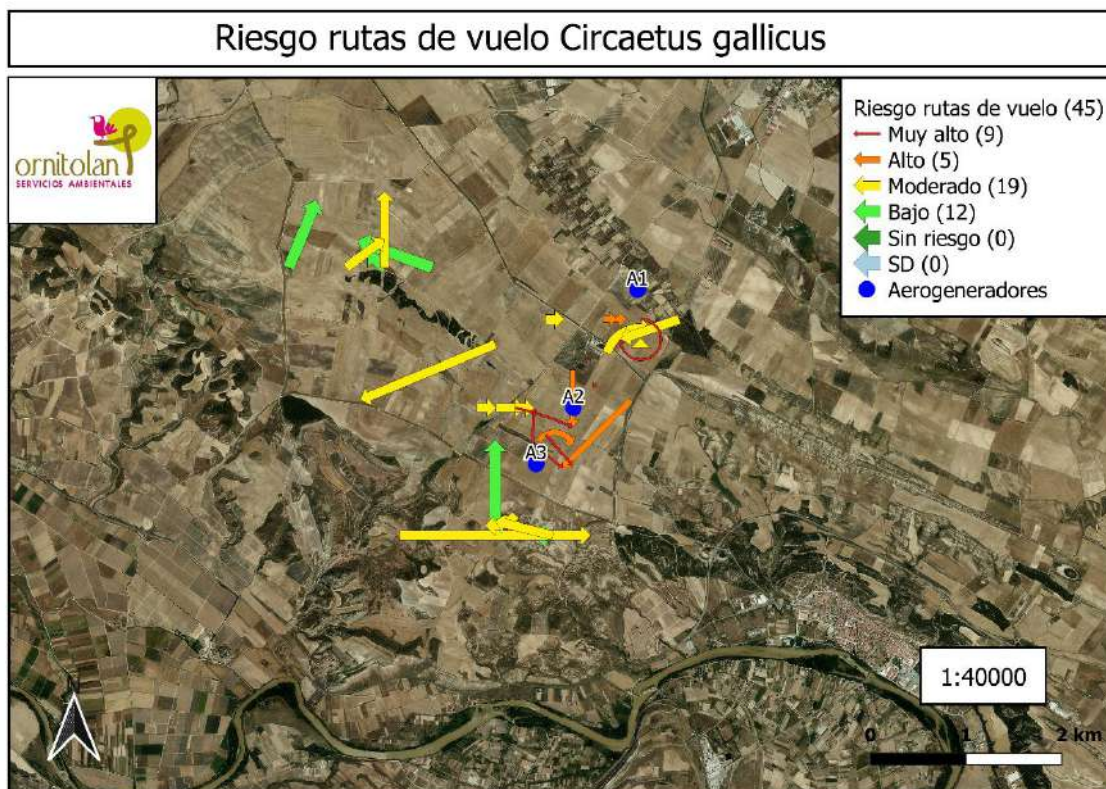 Riesgo rutas de vuelo Circaetus gallicus
ornitolan
SERVICIOS AMBIENTALES
Riesgo rutas de vuelo (45)
Muy alto (9)
Alto (5)
Moderado (19)
Bajo (12)
Sin riesgo (0)
SD (0)
Aerogeneradores
A1
A2
A3
1:40000
0 1 2 km